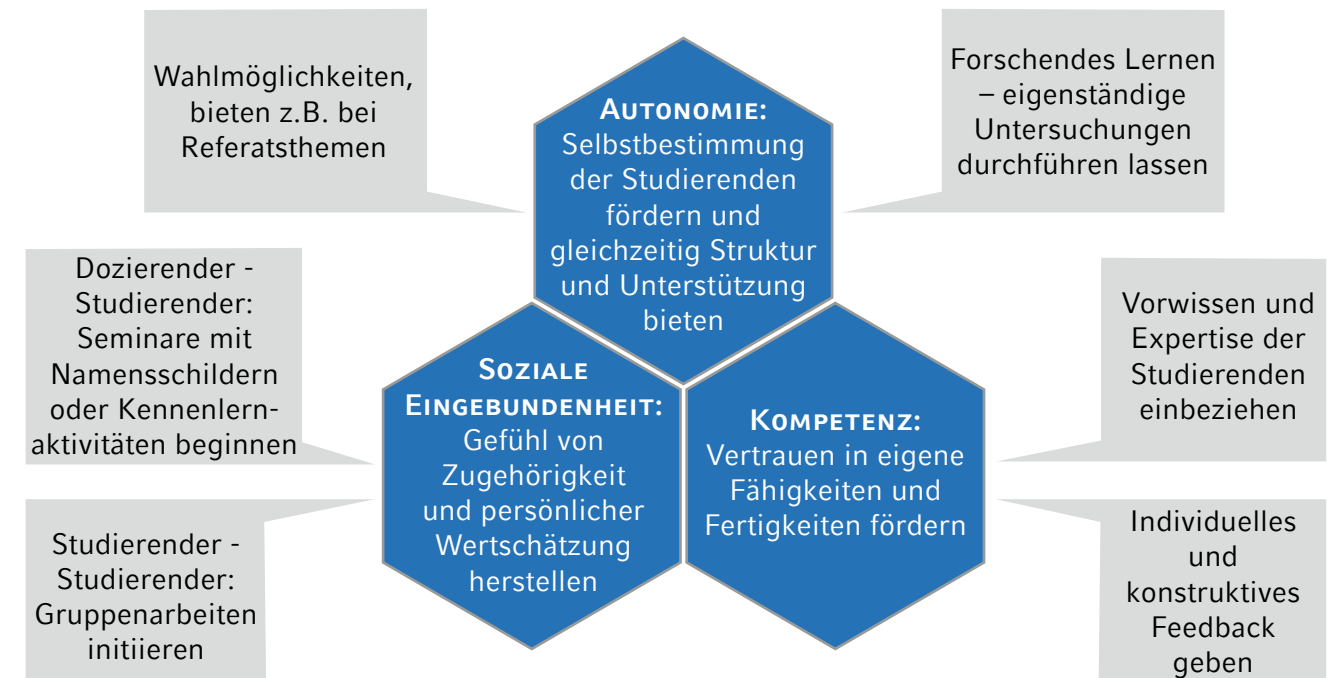 Wahlmöglichkeiten,
bieten z.B. bei
Referatsthemen
AUTONOMIE:
Selbstbestimmung
der Studierenden
fördern und
gleichzeitig Struktur
und Unterstützung
bieten
Forschendes Lernen
– eigenständige
Untersuchungen
durchführen lassen
Dozierender -
Studierender:
Seminare mit
Namensschildern
oder Kennenlern-
aktivitäten beginnen
Studierender -
Studierender:
Gruppenarbeiten
initiieren
SOZIALE
EINGEBUNDENHEIT:
Gefühl von
Zugehörigkeit
und persönlicher
Wertschätzung
herstellen
KOMPETENZ:
Vertrauen in eigene
Fähigkeiten und
Fertigkeiten fördern
Vorwissen und
Expertise der
Studierenden
einbeziehen
Individuelles
und
konstruktives
Feedback
geben